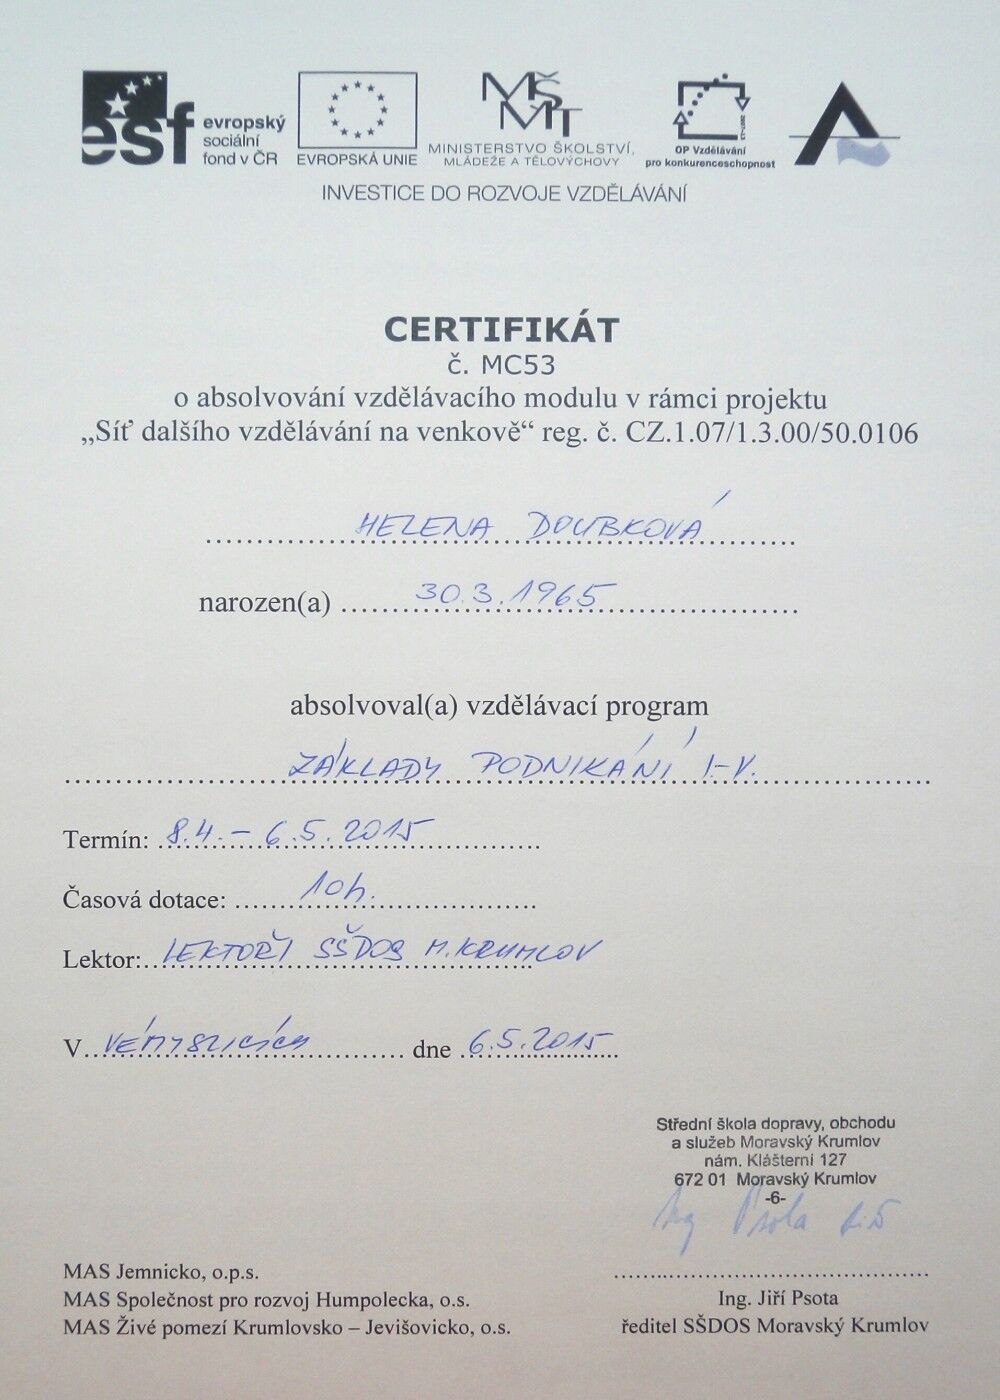 esf evropský
sociální
fond v ČR
EVROPSKÁ UNIE
MŠMT
MINISTERSTVO ŠKOLSTVÍ,
MLÁDEŽE A TĚLOVÝCHOVY
OP Vzdělávání
pro konkurenceschopnost
INVESTICE DO ROZVOJE VZDĚLÁVÁNÍ
CERTIFIKÁT
č. MC53
o absolvování vzdělávacího modulu v rámci projektu
„Síť dalšího vzdělávání na venkově“ reg. č. CZ.1.07/1.3.00/50.0106
HELENA DOUBKOVÁ
narozen(a) 30.3.1965
absolvoval(a) vzdělávací program
ZÁKLADY PODNIKÁNÍ I.-V.
Termín: 8.4. – 6.5.2015
Časová dotace: 10h.
Lektor: LEKTOŘI SŠDOS M.KRUMLOV
V VÉMYSLICÍCH dne 6.5.2015
Střední škola dopravy, obchodu
a služeb Moravský Krumlov
nám. Klášterní 127
672 01 Moravský Krumlov
-6-
Ing Psota Jiří
MAS Jemnicko, o.p.s.
MAS Společnost pro rozvoj Humpolecka, o.s.
MAS Živé pomezí Krumlovsko – Jevišovicko, o.s.
Ing. Jiří Psota
ředitel SŠDOS Moravský Krumlov